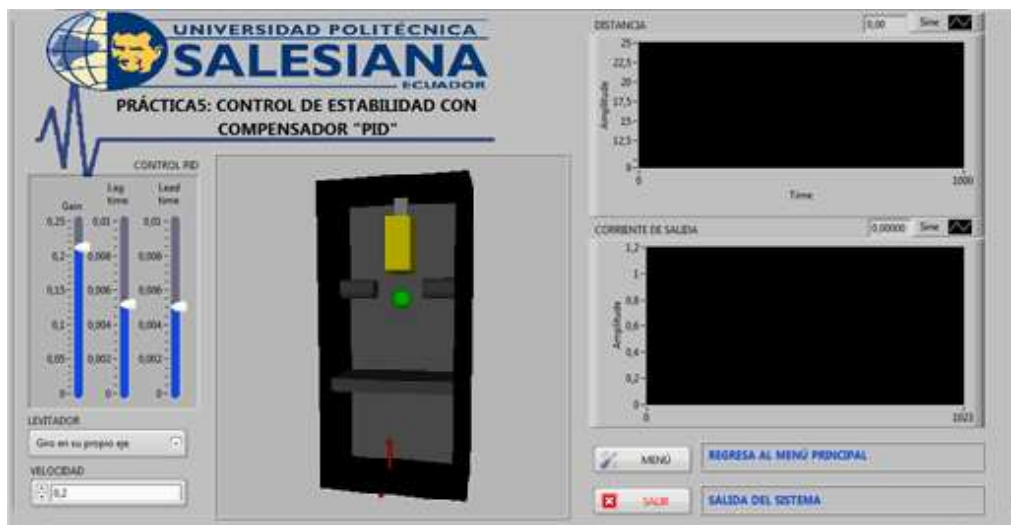 UNIVERSIDAD POLITÉCNICA
SALESIANA
ECUADOR
PRÁCTICA5: CONTROL DE ESTABILIDAD CON
COMPENSADOR "PID"
CONTROL PID
Gain
Lag time
Lead time
0,25
0,2
0,15
0,1
0,05
0
0,01
0,008
0,006
0,004
0,002
0
0,01
0,008
0,006
0,004
0,002
0
LEVITADOR
Giro en su propio eje
VELOCIDAD
0,2
DISTANCIA
0,00
Sine
Amplitude
25
22,5
20
17,5
15
12,5
0
1000
Time
CORRIENTE DE SALIDA
0,00000
Sine
Amplitude
1,2
1
0,8
0,6
0,4
0,2
0
0
1023
MENÚ
REGRESA AL MENÚ PRINCIPAL
SALIR
SALIDA DEL SISTEMA